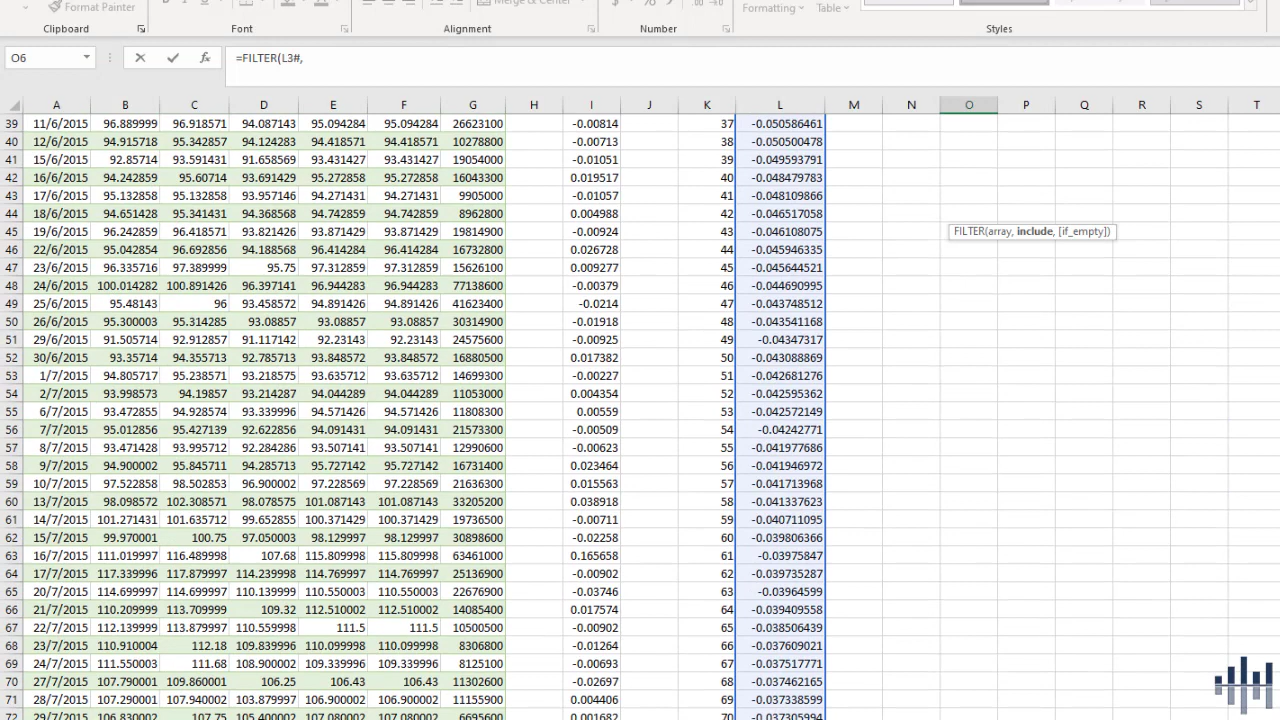 Format Painter Merge & Center $ % Formatting Table
Clipboard Font Alignment Number Styles
O6 fx =FILTER(L3#,
A B C D E F G H I J K L M N O P Q R S T
39 11/6/2015 96.889999 96.918571 94.087143 95.094284 95.094284 26623100 -0.00814 37 -0.050586461
40 12/6/2015 94.915718 95.342857 94.124283 94.418571 94.418571 10278800 -0.00713 38 -0.050500478
41 15/6/2015 92.85714 93.591431 91.658569 93.431427 93.431427 19054000 -0.01051 39 -0.049593791
42 16/6/2015 94.242859 95.60714 93.691429 95.272858 95.272858 16043300 0.019517 40 -0.048479783
43 17/6/2015 95.132858 95.132858 93.957146 94.271431 94.271431 9905000 -0.01057 41 -0.048109866
44 18/6/2015 94.651428 95.341431 94.368568 94.742859 94.742859 8962800 0.004988 42 -0.046517058
45 19/6/2015 96.242859 96.418571 93.821426 93.871426 93.871429 19814900 -0.00924 43 -0.046108075
FILTER(array, include, [if_empty])
46 22/6/2015 95.042854 96.692856 94.188568 96.414284 96.414284 16732800 0.026728 44 -0.045946335
47 23/6/2015 96.335716 97.389999 95.75 97.312859 97.312859 15626100 0.009277 45 -0.045644521
48 24/6/2015 100.014282 100.891426 96.397141 96.944283 96.944283 77138600 -0.00379 46 -0.044690995
49 25/6/2015 95.48143 96 93.458572 94.891426 94.891426 41623400 -0.0214 47 -0.043748512
50 26/6/2015 95.300003 95.314285 93.08857 93.08857 93.08857 30314900 -0.01918 48 -0.043541168
51 29/6/2015 91.505714 92.912857 91.117142 92.23143 92.23143 24575600 -0.00925 49 -0.04347317
52 30/6/2015 93.35714 94.355713 92.785713 93.848572 93.848572 16880500 0.017382 50 -0.043088869
53 1/7/2015 94.805717 95.238571 93.218575 93.635712 93.635712 14699300 -0.00227 51 -0.042681276
54 2/7/2015 93.998573 94.19857 93.214287 94.044289 94.044289 11053000 0.004354 52 -0.042595362
55 6/7/2015 93.472855 94.928574 93.339996 94.571426 94.571426 11808300 0.00559 53 -0.042572149
56 7/7/2015 95.012856 95.427139 92.622856 94.091431 94.091431 21573300 -0.00509 54 -0.04242771
57 8/7/2015 93.471428 93.995712 92.284286 93.507141 93.507141 12990600 -0.00623 55 -0.041977686
58 9/7/2015 94.900002 95.845711 94.285713 95.727142 95.727142 16731400 0.023464 56 -0.041946972
59 10/7/2015 97.522858 98.502853 96.900002 97.228569 97.228569 21636300 0.015563 57 -0.041713968
60 13/7/2015 98.098572 102.308571 98.078575 101.087143 101.087143 33205200 0.038918 58 -0.041337623
61 14/7/2015 101.271431 101.635712 99.652855 100.371429 100.371429 19736500 -0.00711 59 -0.040711095
62 15/7/2015 99.970001 100.75 97.050003 98.129997 98.129997 30898600 -0.02258 60 -0.039806366
63 16/7/2015 111.019997 116.489998 107.68 115.809998 115.809998 63461000 0.165658 61 -0.03975847
64 17/7/2015 117.339996 117.879997 114.239998 114.769997 114.769997 25136900 -0.00902 62 -0.039735287
65 20/7/2015 114.699997 114.699997 110.139999 110.550003 110.550003 22676900 -0.03746 63 -0.03964599
66 21/7/2015 110.209999 113.709999 109.32 112.510002 112.510002 14085400 0.017574 64 -0.039409558
67 22/7/2015 112.139999 113.879997 110.559998 111.5 111.5 10500500 -0.00902 65 -0.038506439
68 23/7/2015 110.910004 112.18 109.839996 110.099998 110.099998 8306800 -0.01264 66 -0.037609021
69 24/7/2015 111.550003 111.68 108.900002 109.339996 109.339996 8125100 -0.00693 67 -0.037517771
70 27/7/2015 107.790001 109.860001 106.25 106.43 106.43 11302600 -0.02697 68 -0.037462165
71 28/7/2015 107.290001 107.940002 103.879997 106.900002 106.900002 11155900 0.004406 69 -0.037338599
72 29/7/2015 106.830002 107.75 105.400002 107.080002 107.080002 6695600 0.001682 70 -0.037305994